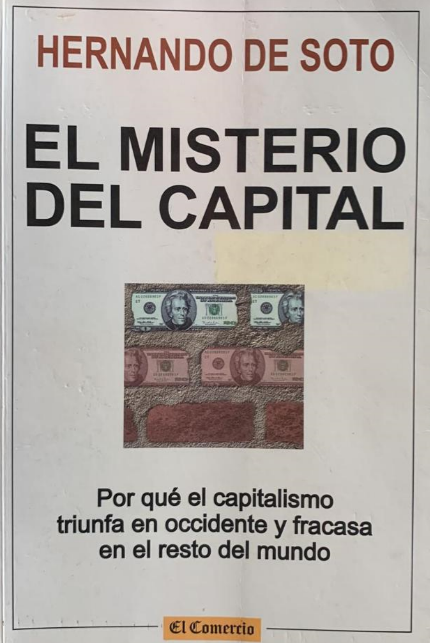 HERNANDO DE SOTO
EL MISTERIO
DEL CAPITAL
Por qué el capitalismo
triunfa en occidente y fracasa
en el resto del mundo
El Comercio